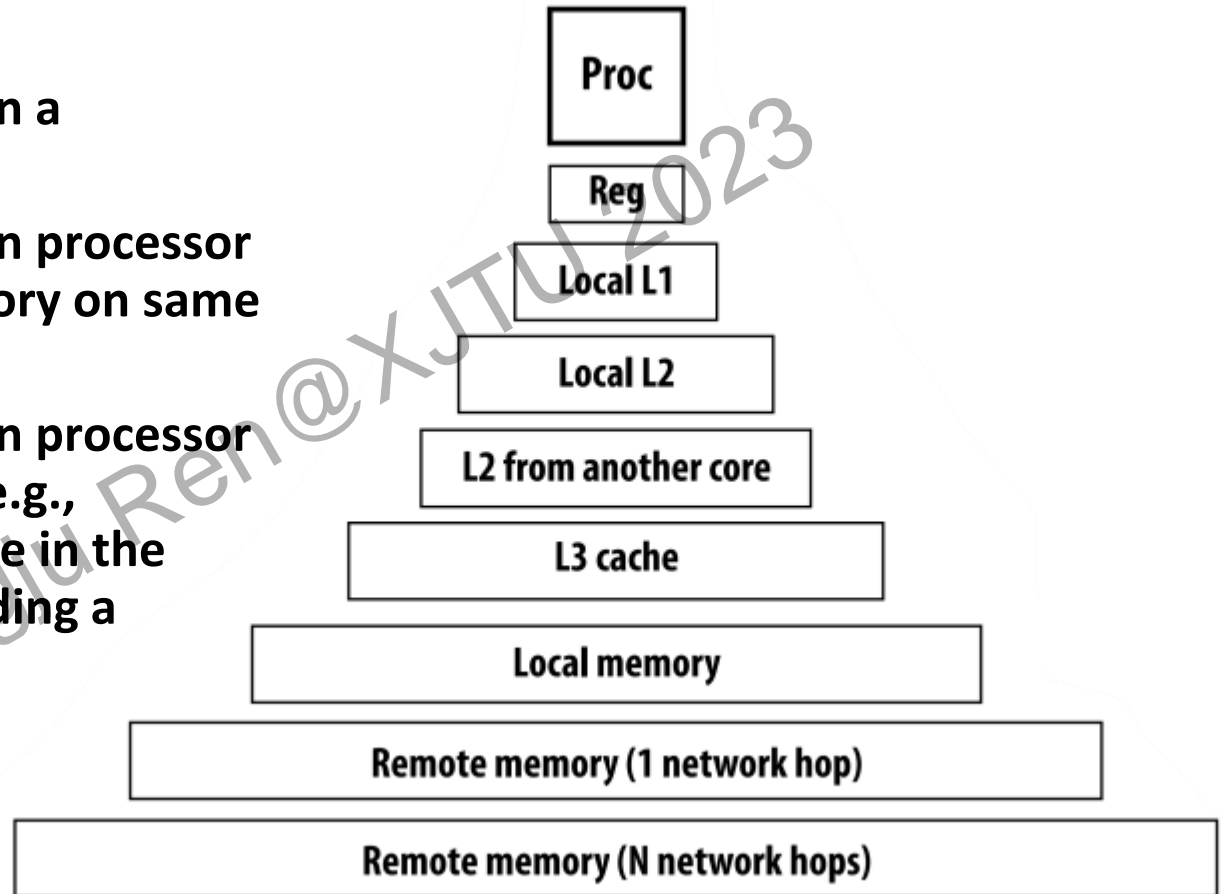 n a
n processor
ory on same
n processor
e.g.,
e in the
ding a
Proc
Reg
Local L1
Local L2
L2 from another core
L3 cache
Local memory
Remote memory (1 network hop)
Remote memory (N network hops)
Ren@XJTU 2023